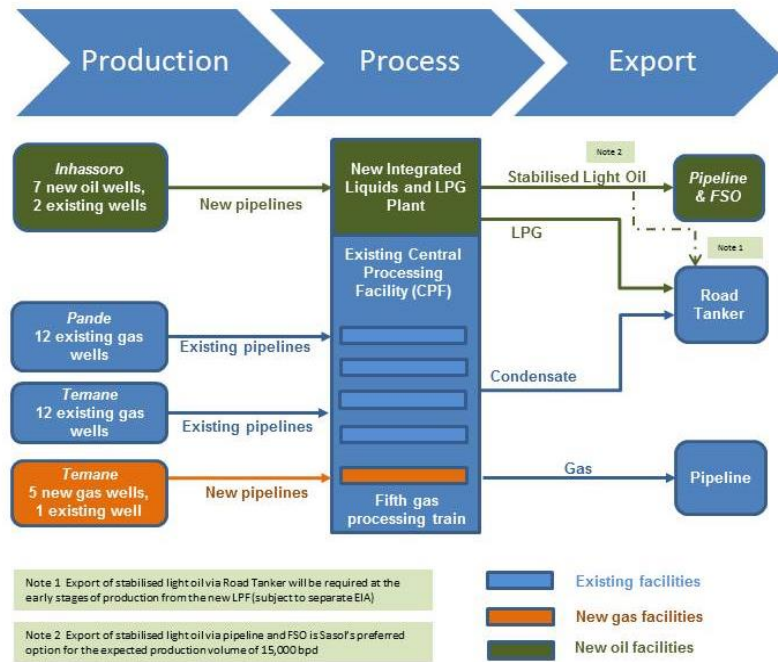 Production
Process
Export
Note 2
Inhassoro
7 new oil wells,
2 existing wells
New pipelines
New Integrated
Liquids and LPG
Plant
Stabilised Light Oil
Pipeline
& FSO
LPG
Note 1
Existing Central
Processing
Facility (CPF)
Road
Tanker
Pande
12 existing gas
wells
Existing pipelines
Condensate
Temane
12 existing gas
wells
Existing pipelines
Temane
5 new gas wells,
1 existing well
New pipelines
Fifth gas
processing train
Gas
Pipeline
Note 1 Export of stabilised light oil via Road Tanker will be required at the
early stages of production from the new LPF (subject to separate EIA)
Note 2 Export of stabilised light oil via pipeline and FSO is Sasol's preferred
option for the expected production volume of 15,000 bpd
Existing facilities
New gas facilities
New oil facilities